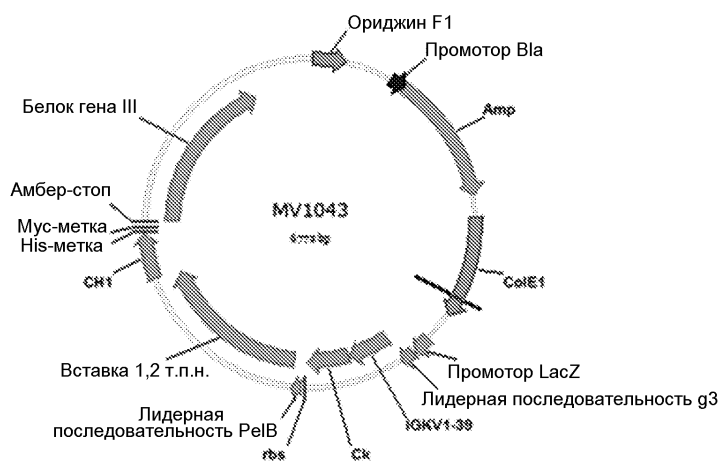 Ориджин F1
Промотор Bla
Белок гена III
Amp
Амбер-стоп
MV1043
Мус-метка
His-метка
CH1
ColE1
Вставка 1,2 т.п.н.
Промотор LacZ
Лидерная последовательность g3
Лидерная
последовательность PelB
IGKV1-39
rbs
Ck